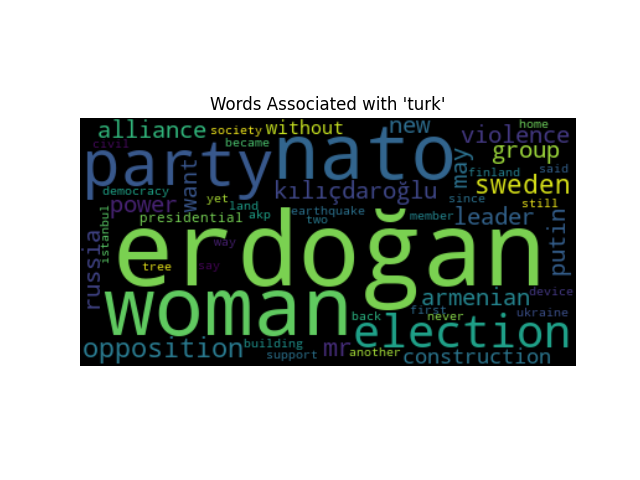 Words Associated with 'turk'
alliance society without new home
civil became violence
party nato may group
democracy want kılıçdaroğlu finland said sweden
power yet land earthquake since still
istanbul presidential akp two member leader putin
russia erdoğan
way
tree say
woman armenian device
back first never ukraine
election
opposition building mr another construction
support